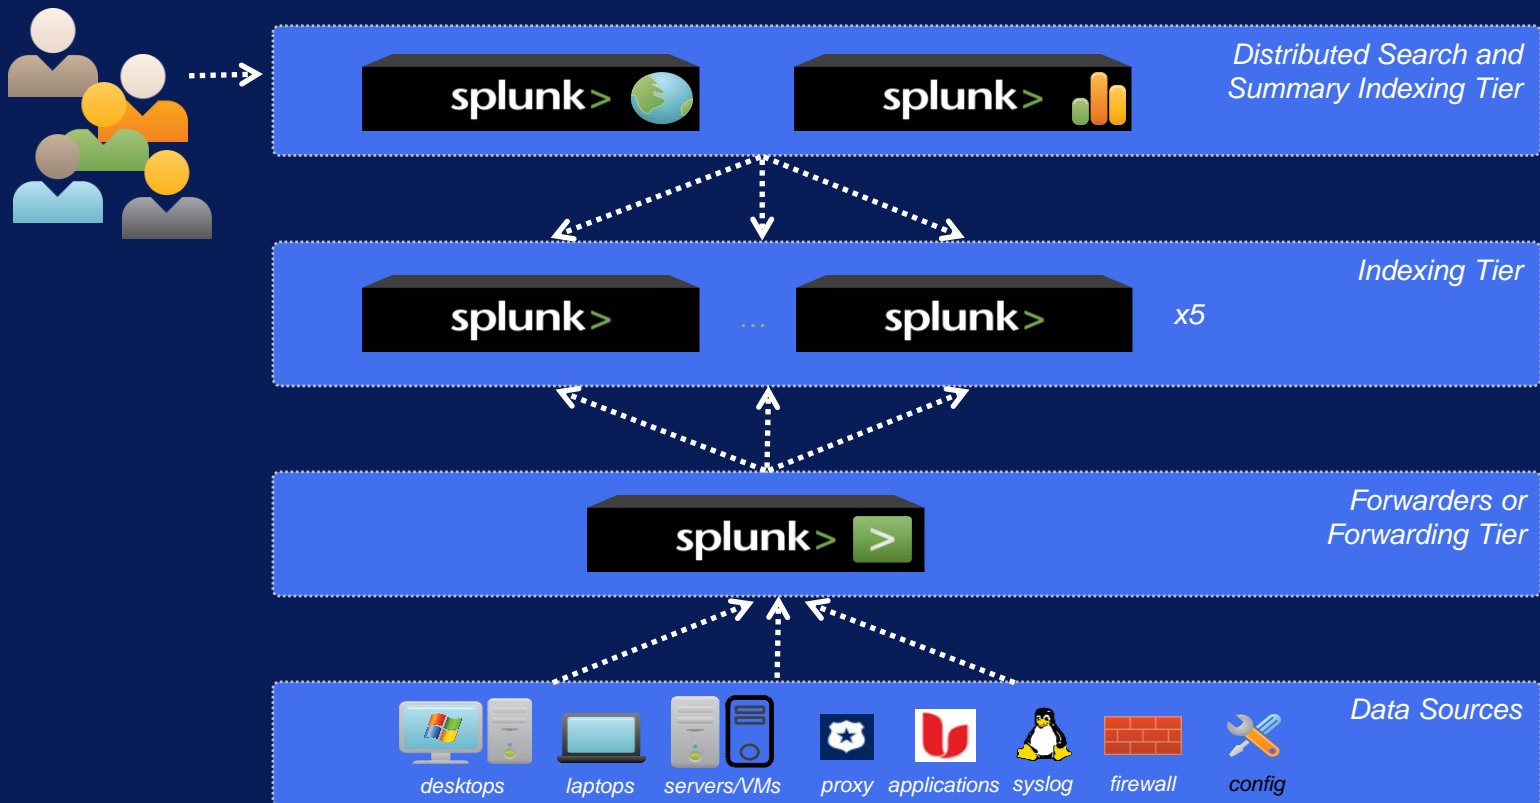 Distributed Search and
Summary Indexing Tier
splunk>
splunk>
Indexing Tier
splunk>
...
splunk>
x5
Forwarders or
Forwarding Tier
splunk> >
Data Sources
desktops
laptops
servers/VMs
proxy
applications
syslog
firewall
config